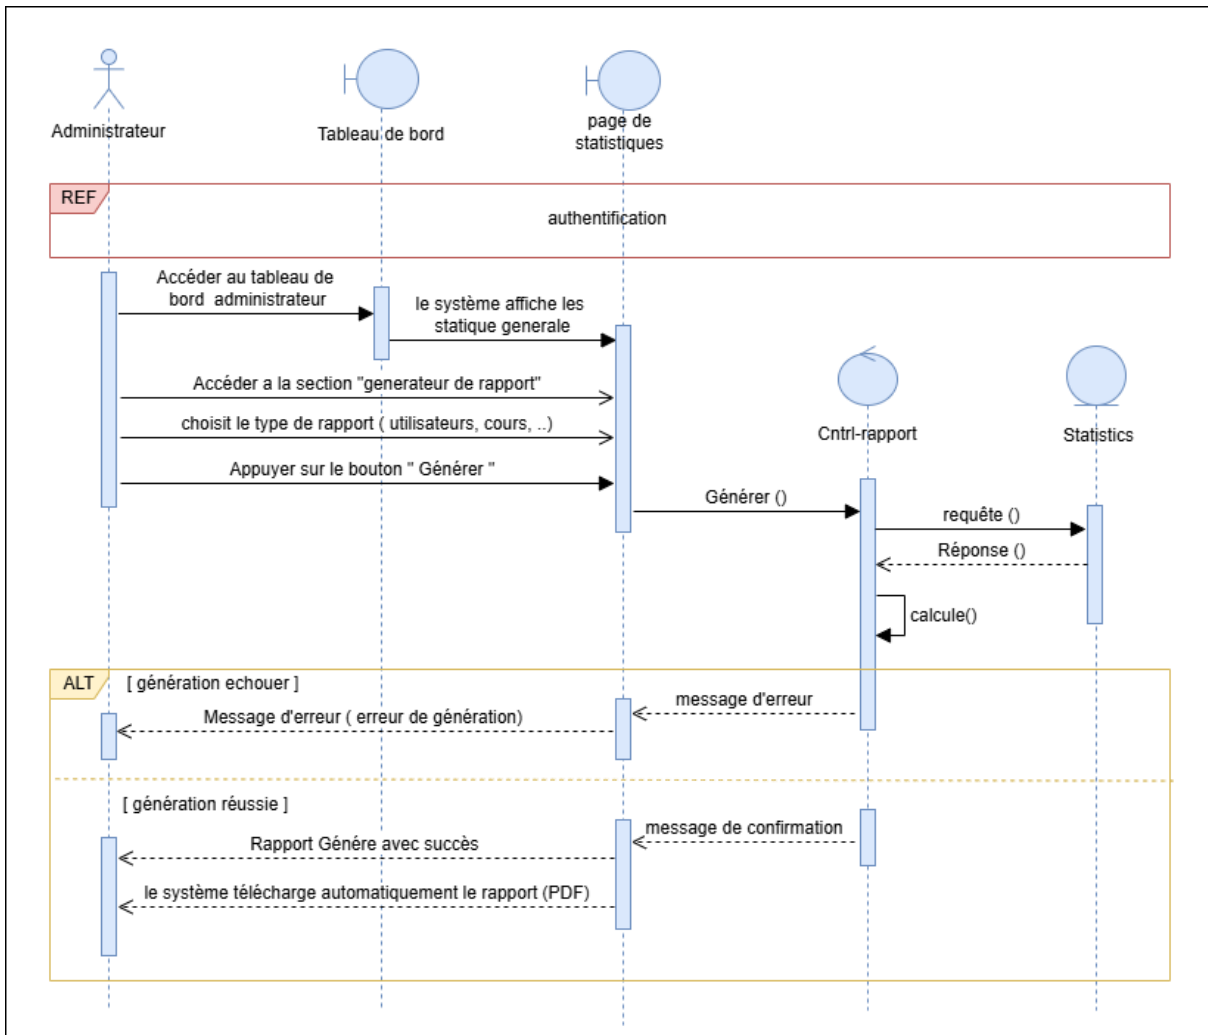 Administrateur
Tableau de bord
page de
statistiques
REF
authentification
Accéder au tableau de
bord administrateur
le système affiche les
statique generale
Accéder a la section "generateur de rapport"
choisit le type de rapport ( utilisateurs, cours, ..)
Appuyer sur le bouton " Générer "
Cntrl-rapport
Statistics
Générer ()
requête ()
Réponse ()
calcule()
ALT
[ génération echouer ]
message d'erreur
Message d'erreur ( erreur de génération)
[ génération réussie ]
message de confirmation
Rapport Génére avec succès
le système télécharge automatiquement le rapport (PDF)